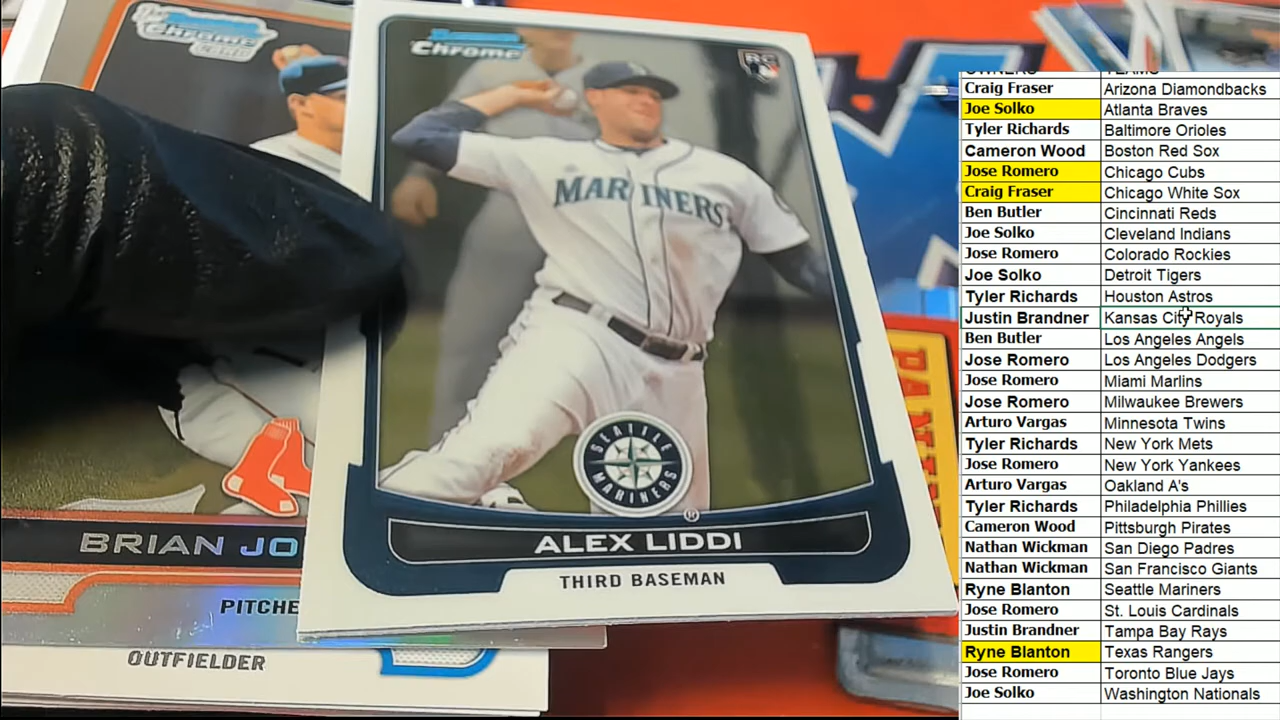 Chrome
CARD
Chrome
RC
MARINERS
SEATTLE
MARINERS
®
ALEX LIDDI
THIRD BASEMAN
BRIAN JO
PITCHE
OUTFIELDER
PANINI
OWNERS TEAMS
Craig Fraser Arizona Diamondbacks
Joe Solko Atlanta Braves
Tyler Richards Baltimore Orioles
Cameron Wood Boston Red Sox
Jose Romero Chicago Cubs
Craig Fraser Chicago White Sox
Ben Butler Cincinnati Reds
Joe Solko Cleveland Indians
Jose Romero Colorado Rockies
Joe Solko Detroit Tigers
Tyler Richards Houston Astros
Justin Brandner Kansas City Royals
Ben Butler Los Angeles Angels
Jose Romero Los Angeles Dodgers
Jose Romero Miami Marlins
Jose Romero Milwaukee Brewers
Arturo Vargas Minnesota Twins
Tyler Richards New York Mets
Jose Romero New York Yankees
Arturo Vargas Oakland A's
Tyler Richards Philadelphia Phillies
Cameron Wood Pittsburgh Pirates
Nathan Wickman San Diego Padres
Nathan Wickman San Francisco Giants
Ryne Blanton Seattle Mariners
Jose Romero St. Louis Cardinals
Justin Brandner Tampa Bay Rays
Ryne Blanton Texas Rangers
Jose Romero Toronto Blue Jays
Joe Solko Washington Nationals